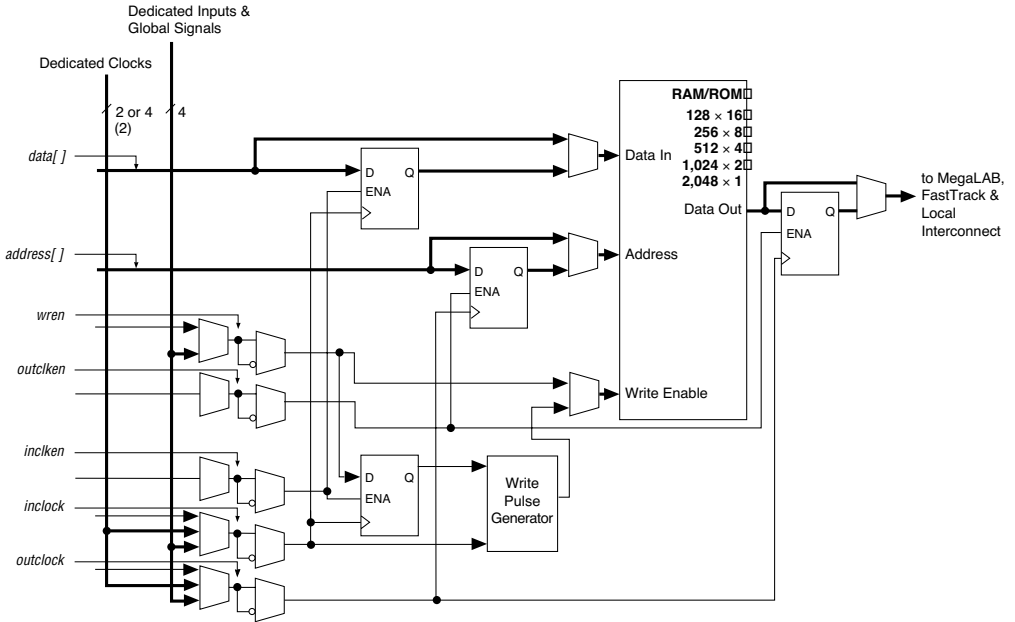 Dedicated Inputs &
Global Signals
Dedicated Clocks
2 or 4
(2)
4
RAM/ROM
128 × 16
256 × 8
512 × 4
1,024 × 2
2,048 × 1
data[ ]
D
Q
ENA
Data In
Data Out
D
Q
ENA
to MegaLAB,
FastTrack &
Local
Interconnect
address[ ]
D
Q
ENA
Address
wren
outclken
Write Enable
inclken
D
Q
ENA
Write
Pulse
Generator
inclock
outclock